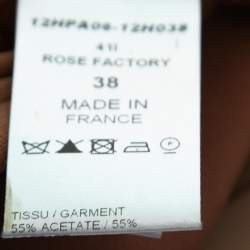 12HPA06-12H038
411
ROSE FACTORY
38
MADE IN
FRANCE
TISSU / GARMENT
55% ACETATE / 55%